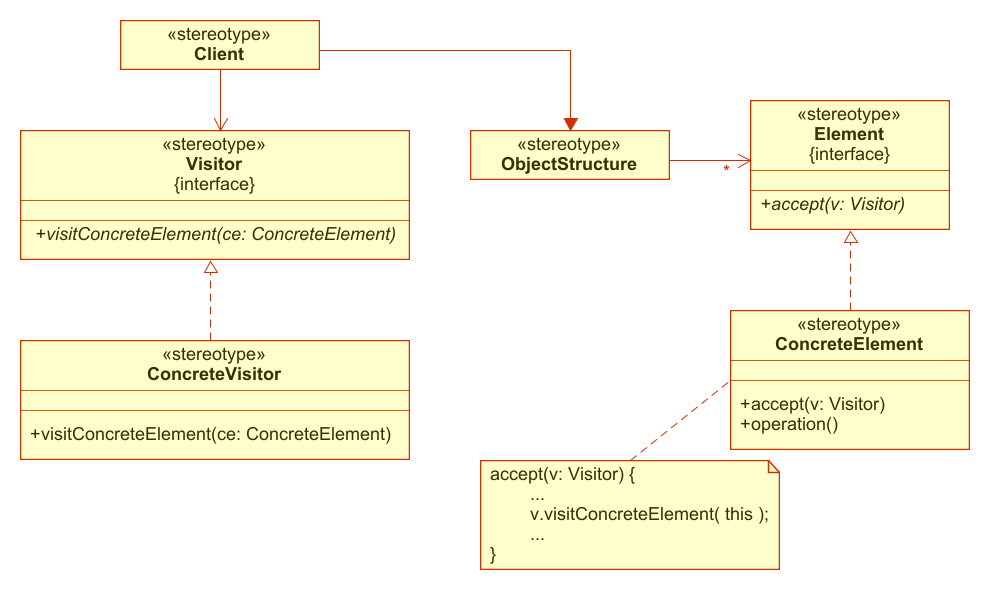 «stereotype»
Client
«stereotype»
Visitor
{interface}
+visitConcreteElement(ce: ConcreteElement)
«stereotype»
ObjectStructure
*
«stereotype»
Element
{interface}
+accept(v: Visitor)
«stereotype»
ConcreteVisitor
+visitConcreteElement(ce: ConcreteElement)
«stereotype»
ConcreteElement
+accept(v: Visitor)
+operation()
accept(v: Visitor) {
...
v.visitConcreteElement( this );
...
}